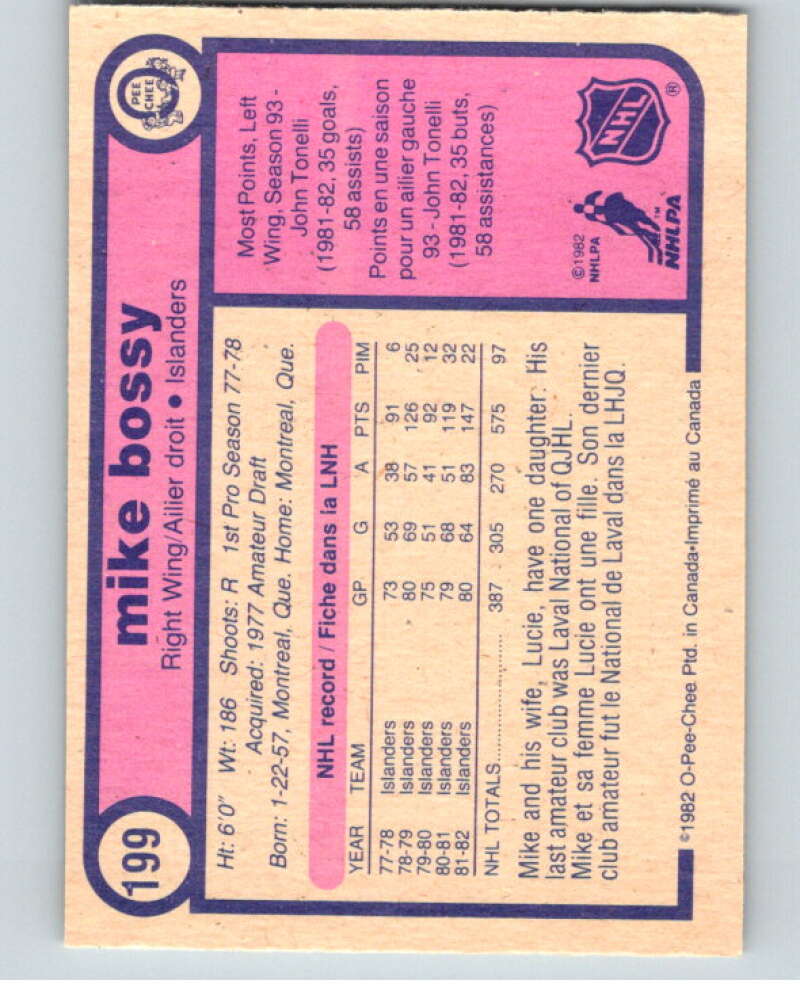 199
mike bossy
Right Wing/Ailier droit • Islanders
O PEE CHEE
Ht: 6'0" Wt: 186 Shoots: R 1st Pro Season 77-78
Acquired: 1977 Amateur Draft
Born: 1-22-57, Montreal, Que. Home: Montreal, Que.
NHL record / Fiche dans la LNH
YEAR TEAM GP G A PTS PIM
77-78 Islanders 73 53 38 91 6
78-79 Islanders 80 69 57 126 25
79-80 Islanders 75 51 41 92 12
80-81 Islanders 79 68 51 119 32
81-82 Islanders 80 64 83 147 22
NHL TOTALS.................... 387 305 270 575 97
Mike and his wife, Lucie, have one daughter. His
last amateur club was Laval National of QJHL.
Mike et sa femme Lucie ont une fille. Son dernier
club amateur fut le National de Laval dans la LHJQ.
©1982 O-Pee-Chee Ptd. in Canada•Imprimé au Canada
Most Points, Left
Wing, Season 93 -
John Tonelli
(1981-82, 35 goals,
58 assists)
Points en une saison
pour un ailier gauche
93 - John Tonelli
(1981-82, 35 buts,
58 assistances)
©1982
NHLPA
NHLPA™
NHL®